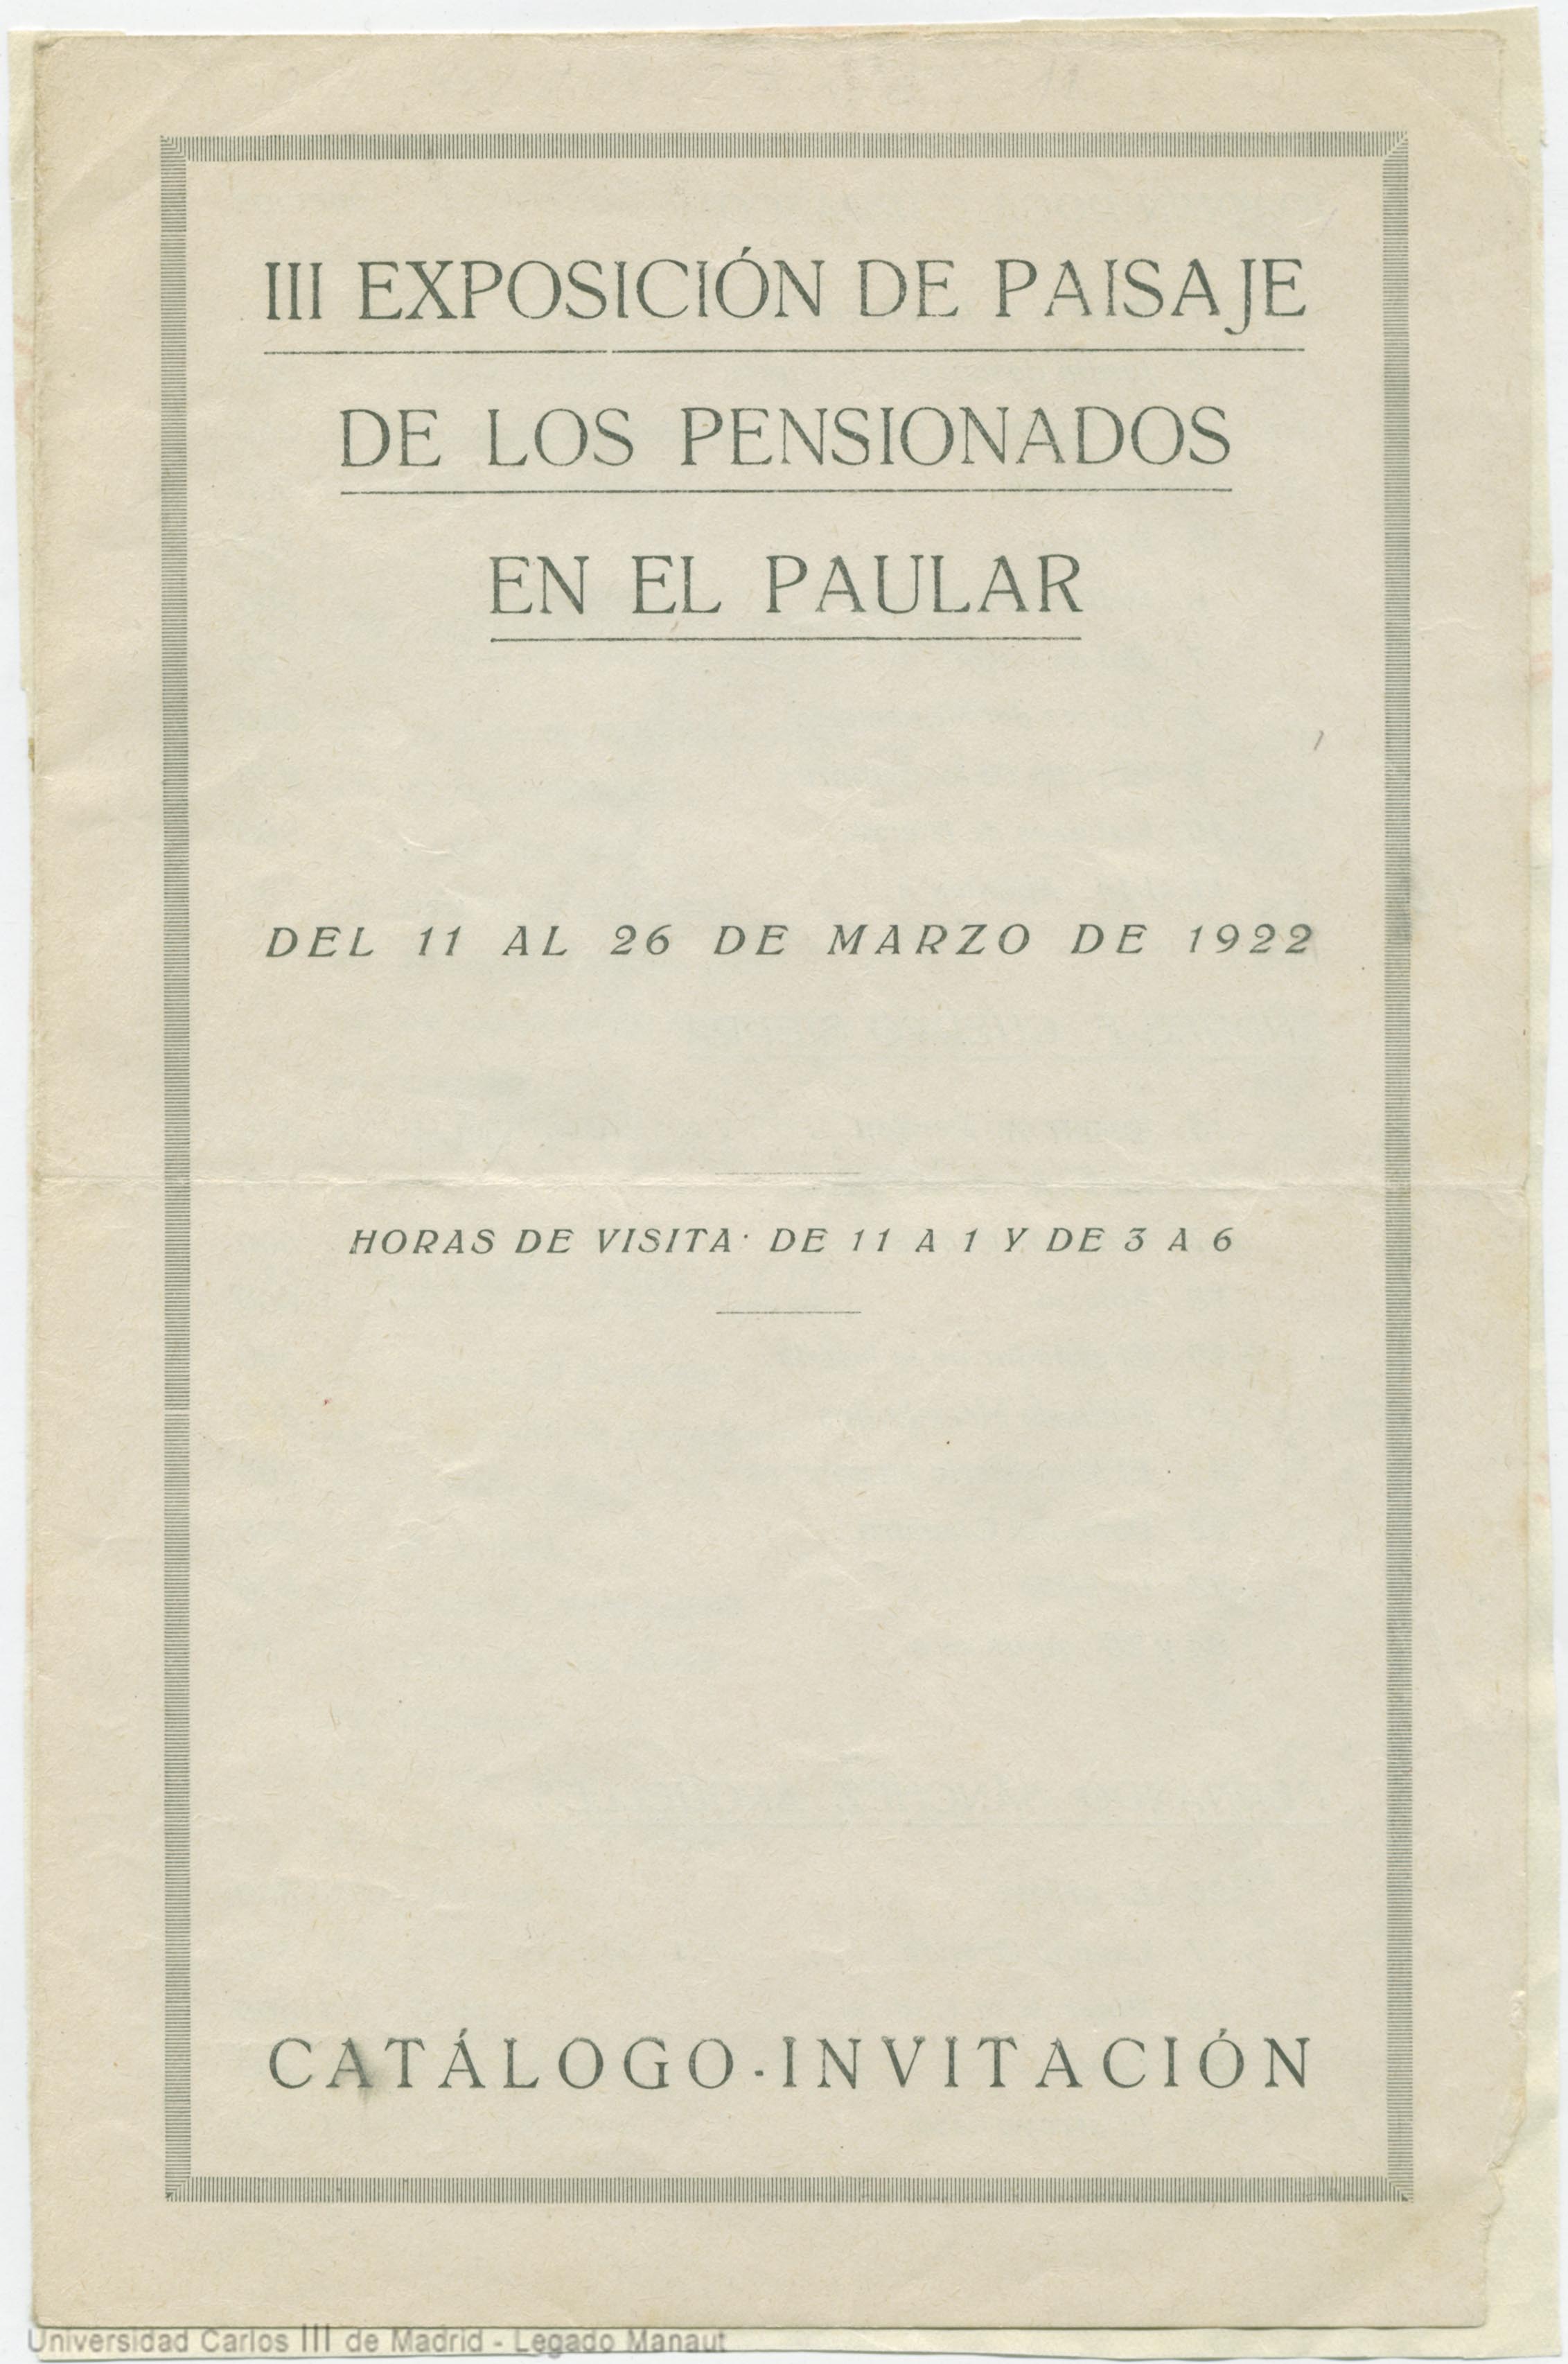 III EXPOSICIÓN DE PAISAJE
DE LOS PENSIONADOS
EN EL PAULAR
DEL 11 AL 26 DE MARZO DE 1922
HORAS DE VISITA· DE 11 A 1 Y DE 3 A 6
CATÁLOGO-INVITACIÓN
Universidad Carlos III de Madrid - Legado Manaut